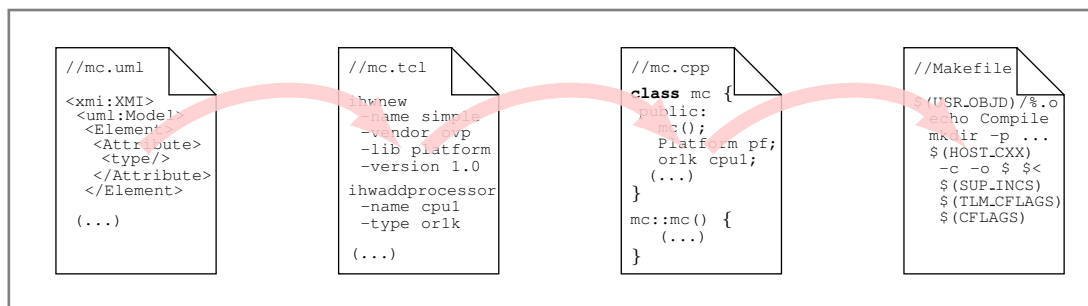 //mc.uml
<xmi:XMI>
<uml:Model>
<Element>
<Attribute>
<type/>
</Attribute>
</Element>
(...)
//mc.tcl
ihwnew
-name simple
-vendor ovp
-lib platform
-version 1.0
ihwaddprocessor
-name cpu1
-type or1k
(...)
//mc.cpp
class mc {
public:
mc();
Platform pf;
or1k cpu1;
(...)
}
mc::mc() {
(...)
}
//Makefile
$(USR_OBJD)/%.o
echo Compile
mkdir -p ...
$(HOST_CXX)
-c -o $ $<
$(SUP_INCS)
$(TLM_CFLAGS)
$(CFLAGS)